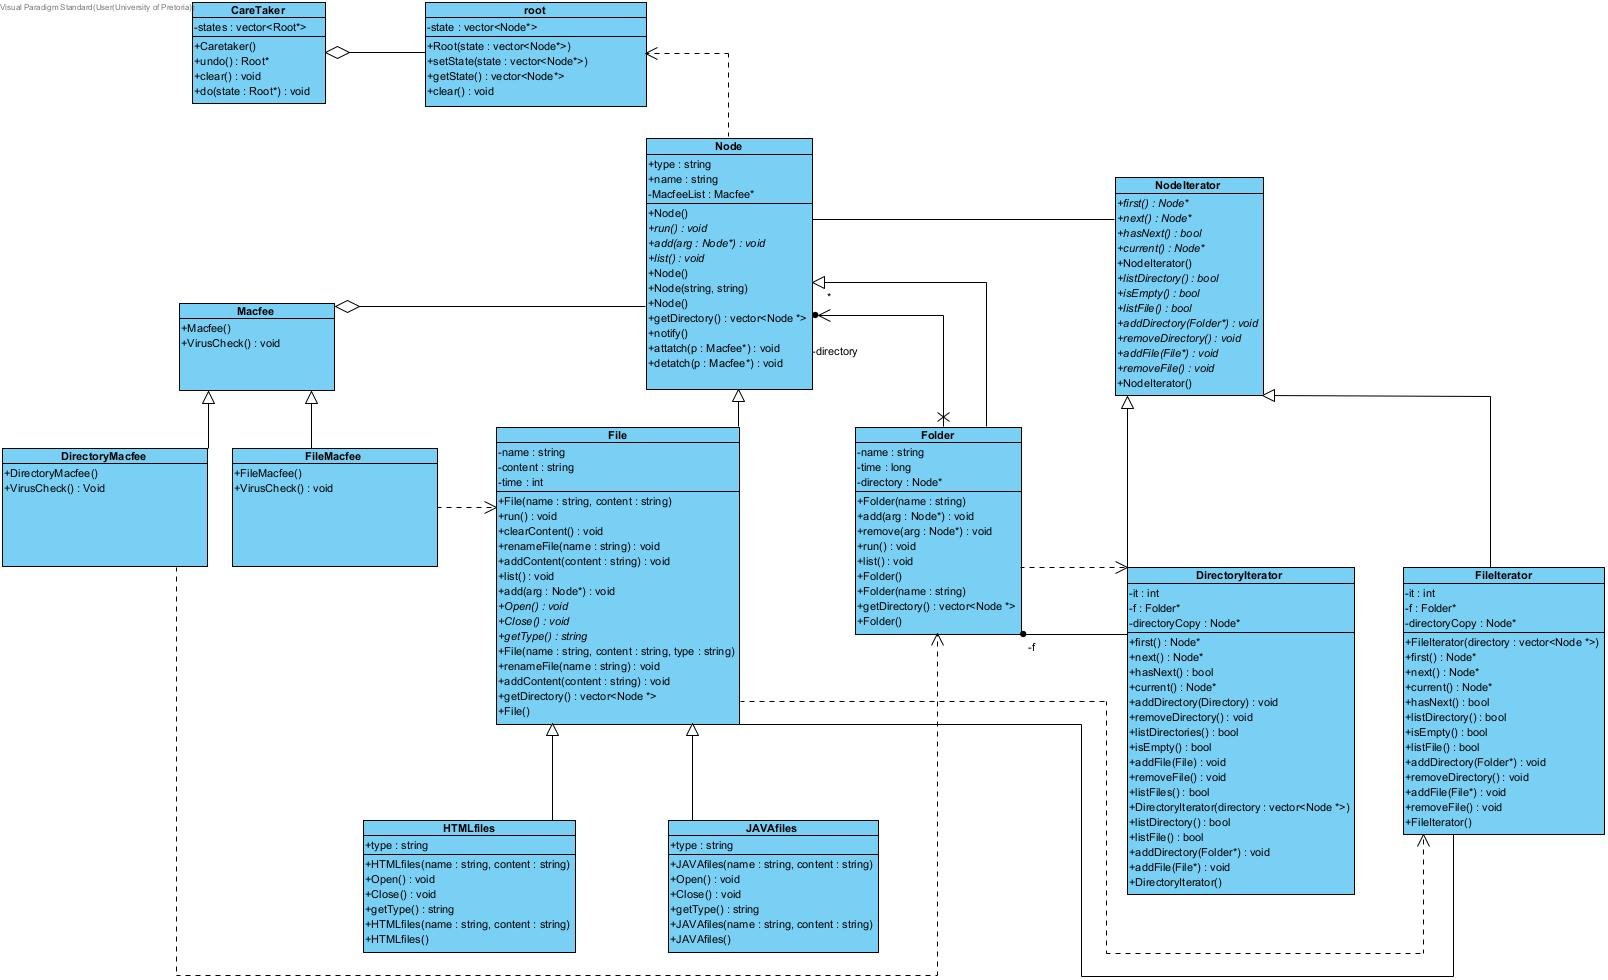 Visual Paradigm Standard(User(University of Pretoria))
CareTaker
-states : vector<Root*>
+Caretaker()
+undo() : Root*
+clear() : void
+do(state : Root*) : void
root
-state : vector<Node*>
+Root(state : vector<Node*>)
+setState(state : vector<Node*>)
+getState() : vector<Node*>
+clear() : void
Node
+type : string
+name : string
-MacfeeList : Macfee*
+Node()
+run() : void
+add(arg : Node*) : void
+list() : void
+Node()
+Node(string, string)
+Node()
+getDirectory() : vector<Node *>
+notify()
+attatch(p : Macfee*) : void
+detatch(p : Macfee*) : void
NodeIterator
+first() : Node*
+next() : Node*
+hasNext() : bool
+current() : Node*
+NodeIterator()
+listDirectory() : bool
+isEmpty() : bool
+listFile() : bool
+addDirectory(Folder*) : void
+removeDirectory() : void
+addFile(File*) : void
+removeFile() : void
+NodeIterator()
*
-directory
Macfee
+Macfee()
+VirusCheck() : void
DirectoryMacfee
+DirectoryMacfee()
+VirusCheck() : Void
FileMacfee
+FileMacfee()
+VirusCheck() : void
File
-name : string
-content : string
-time : int
+File(name : string, content : string)
+run() : void
+clearContent() : void
+renameFile(name : string) : void
+addContent(content : string) : void
+list() : void
+add(arg : Node*) : void
+Open() : void
+Close() : void
+getType() : string
+File(name : string, content : string, type : string)
+renameFile(name : string) : void
+addContent(content : string) : void
+getDirectory() : vector<Node *>
+File()
Folder
-name : string
-time : long
-directory : Node*
+Folder(name : string)
+add(arg : Node*) : void
+remove(arg : Node*) : void
+run() : void
+list() : void
+Folder()
+Folder(name : string)
+getDirectory() : vector<Node *>
+Folder()
-f
DirectoryIterator
-it : int
-f : Folder*
-directoryCopy : Node*
+first() : Node*
+next() : Node*
+hasNext() : bool
+current() : Node*
+addDirectory(Directory) : void
+removeDirectory() : void
+listDirectories() : bool
+isEmpty() : bool
+addFile(File) : void
+removeFile() : void
+listFiles() : bool
+DirectoryIterator(directory : vector<Node *>)
+listDirectory() : bool
+listFile() : bool
+addDirectory(Folder*) : void
+addFile(File*) : void
+DirectoryIterator()
FileIterator
-it : int
-f : Folder*
-directoryCopy : Node*
+FileIterator(directory : vector<Node *>)
+first() : Node*
+next() : Node*
+current() : Node*
+hasNext() : bool
+listDirectory() : bool
+isEmpty() : bool
+listFile() : bool
+addDirectory(Folder*) : void
+removeDirectory() : void
+addFile(File*) : void
+removeFile() : void
+FileIterator()
HTMLfiles
+type : string
+HTMLfiles(name : string, content : string)
+Open() : void
+Close() : void
+getType() : string
+HTMLfiles(name : string, content : string)
+HTMLfiles()
JAVAfiles
+type : string
+JAVAfiles(name : string, content : string)
+Open() : void
+Close() : void
+getType() : string
+JAVAfiles(name : string, content : string)
+JAVAfiles()